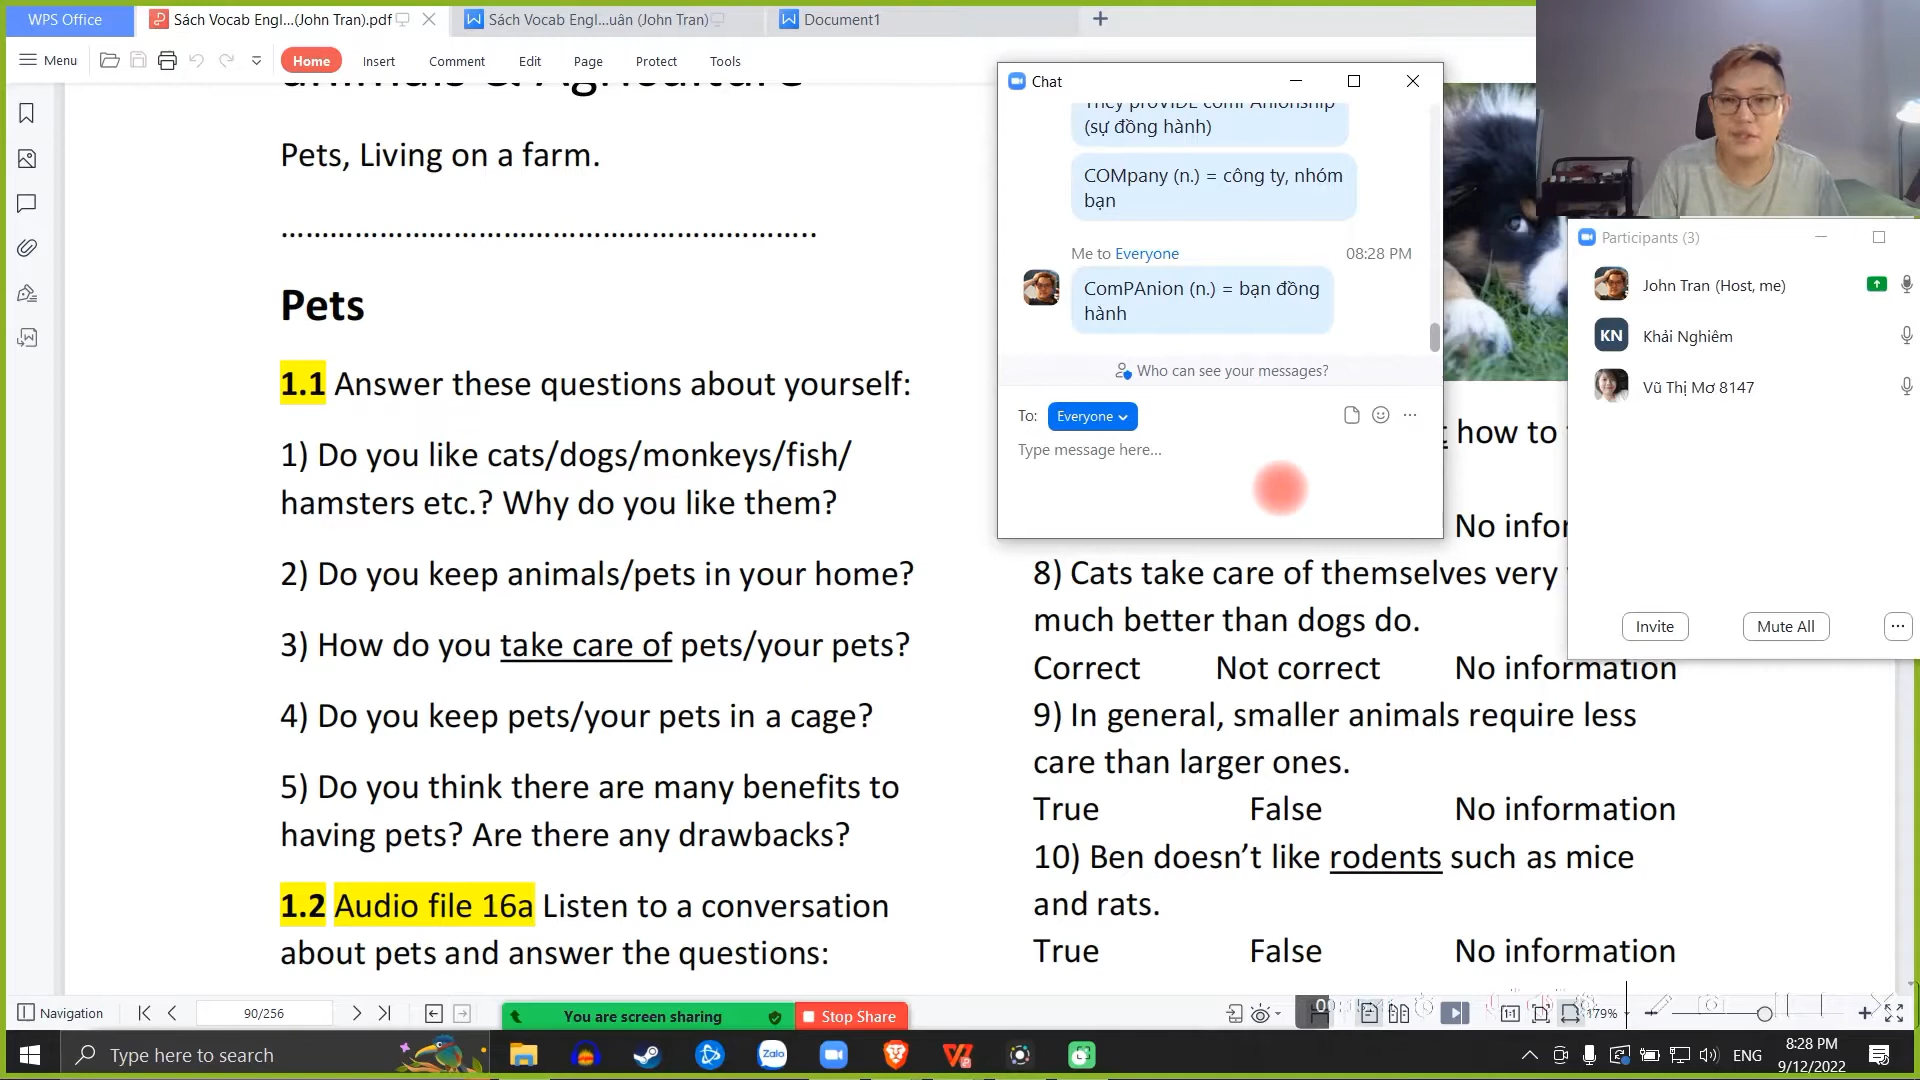 WPS Office
Sách Vocab Engl...(John Tran).pdf
Sách Vocab Engl...uân (John Tran)
Document1
Menu
Home
Insert
Comment
Edit
Page
Protect
Tools
Pets, Living on a farm.
Pets
1.1 Answer these questions about yourself:
1) Do you like cats/dogs/monkeys/fish/
hamsters etc.? Why do you like them?
2) Do you keep animals/pets in your home?
3) How do you take care of pets/your pets?
4) Do you keep pets/your pets in a cage?
5) Do you think there are many benefits to
having pets? Are there any drawbacks?
1.2 Audio file 16a Listen to a conversation
about pets and answer the questions:
Chat
They proVIDE comPAnionship
(sự đồng hành)
COMpany (n.) = công ty, nhóm
bạn
Me to Everyone 08:28 PM
ComPAnion (n.) = bạn đồng
hành
Who can see your messages?
To: Everyone
Type message here...
how to
No infor
8) Cats take care of themselves very
much better than dogs do.
Correct Not correct No information
9) In general, smaller animals require less
care than larger ones.
True False No information
10) Ben doesn't like rodents such as mice
and rats.
True False No information
Participants (3)
John Tran (Host, me)
KN Khải Nghiêm
Vũ Thị Mơ 8147
Invite
Mute All
Navigation
90/256
You are screen sharing
Stop Share
179%
Type here to search
Zalo
ENG
8:28 PM
9/12/2022